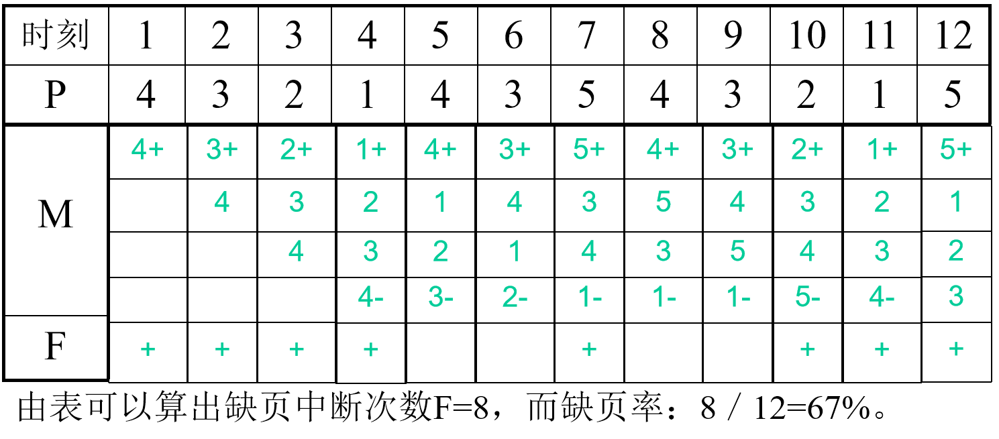 时刻 1 2 3 4 5 6 7 8 9 10 11 12
P 4 3 2 1 4 3 5 4 3 2 1 5
M 4+ 3+ 2+ 1+ 4+ 3+ 5+ 4+ 3+ 2+ 1+ 5+
4 3 2 1 4 3 5 4 3 2 1
4 3 2 1 4 3 5 4 3 2
4- 3- 2- 1- 1- 1- 5- 4- 3
F + + + + + + + +
由表可以算出缺页中断次数F=8，而缺页率：8／12=67%。